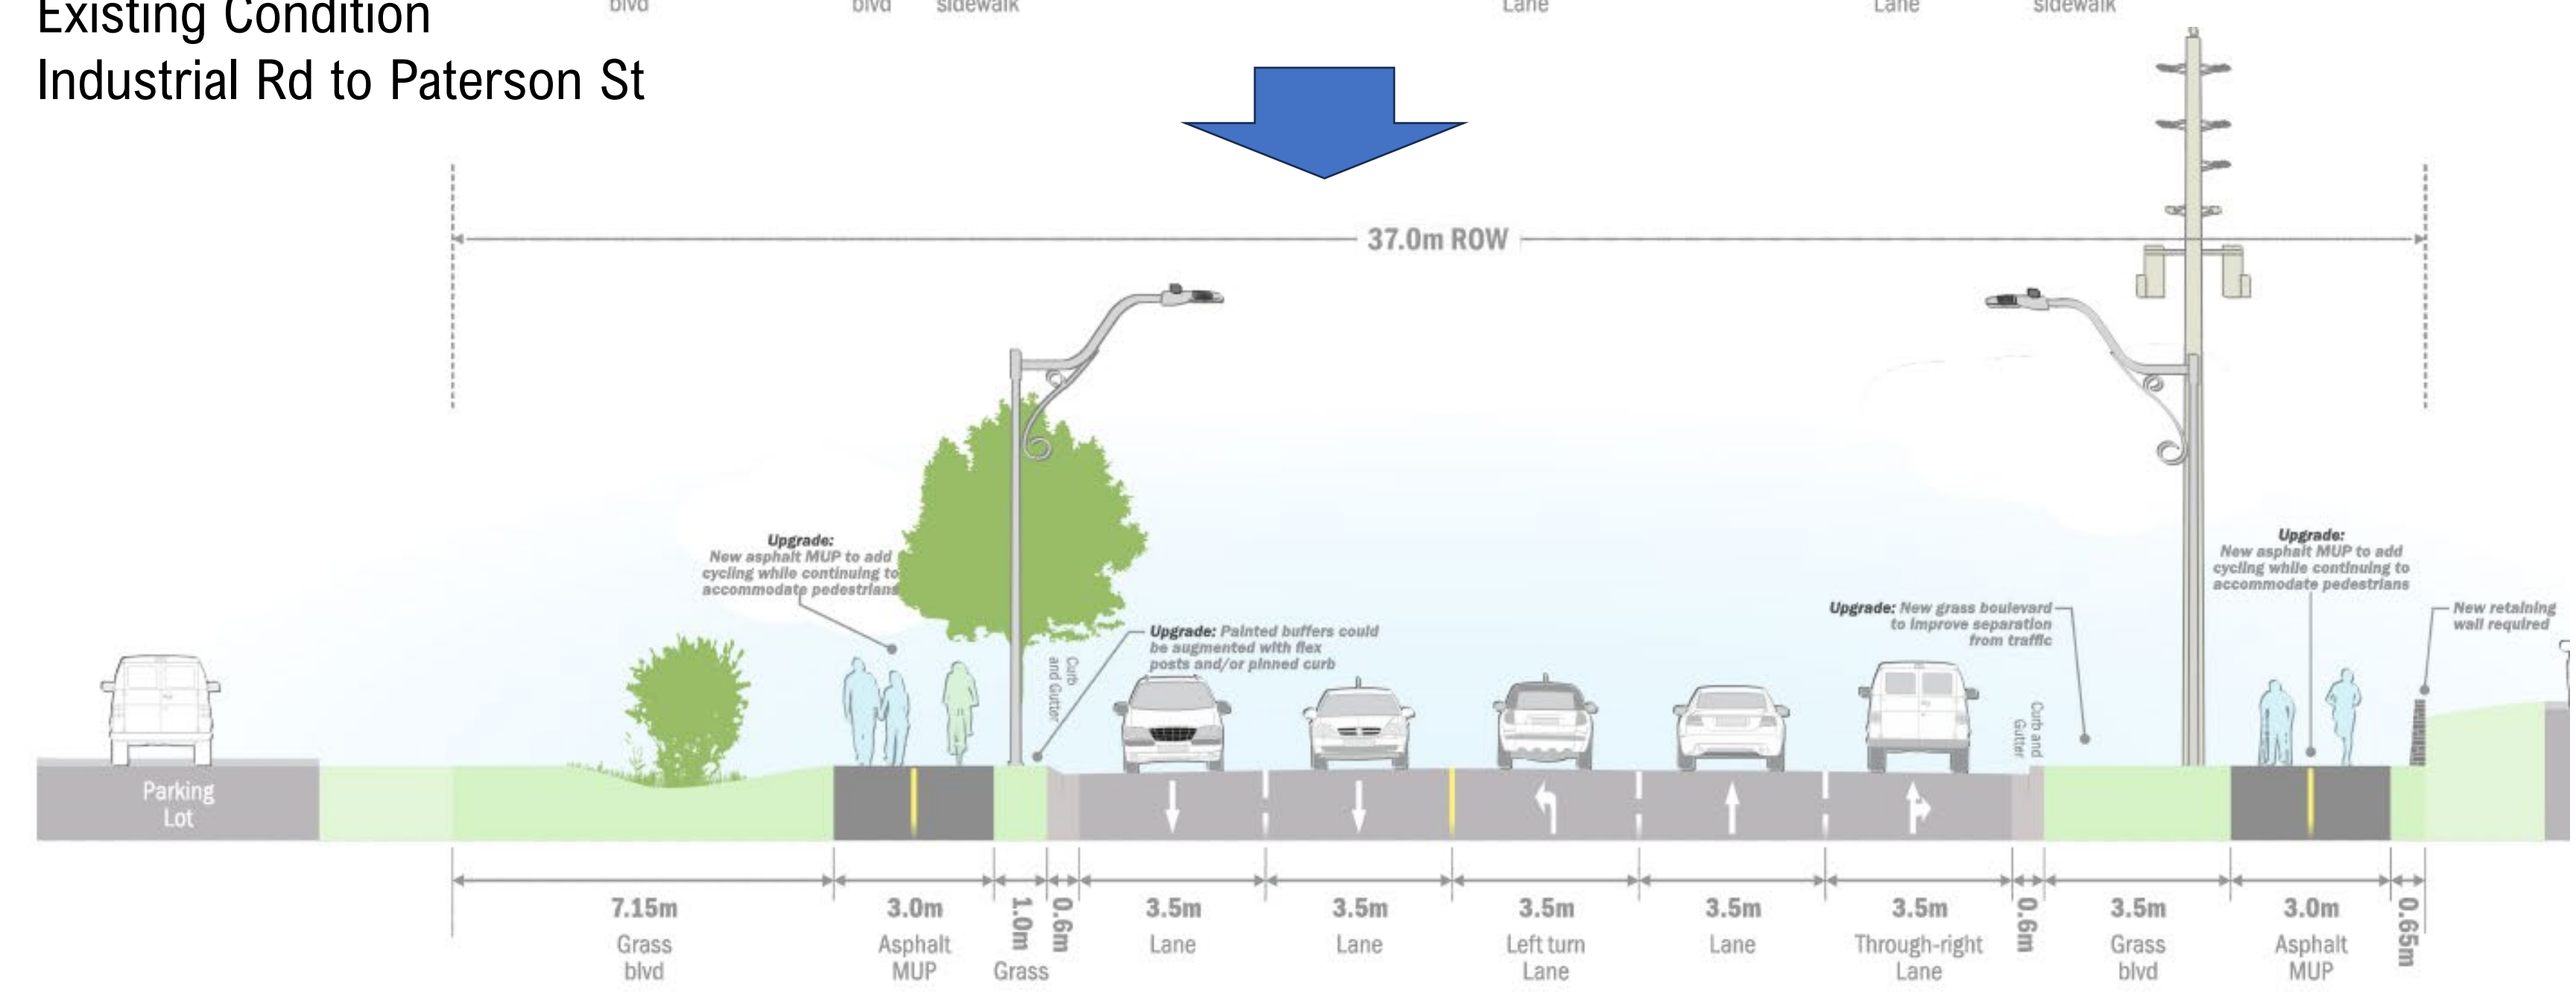 blvd blvd sidewalk Lane Lane sidewalk
Existing Condition
Industrial Rd to Paterson St
37.0m ROW
Upgrade:
New asphalt MUP to add
cycling while continuing to
accommodate pedestrians
Curb
and Gutter
Upgrade: Painted buffers could
be augmented with flex
posts and/or pinned curb
Upgrade: New grass boulevard
to improve separation
from traffic
Curb and
Gutter
Upgrade:
New asphalt MUP to add
cycling while continuing to
accommodate pedestrians
New retaining
wall required
Parking
Lot
7.15m
Grass
blvd
3.0m
Asphalt
MUP
1.0m
Grass
0.6m
3.5m
Lane
3.5m
Lane
3.5m
Left turn
Lane
3.5m
Lane
3.5m
Through-right
Lane
0.6m
3.5m
Grass
blvd
3.0m
Asphalt
MUP
0.65m